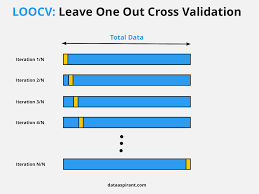 LOOCV: Leave One Out Cross Validation
Total Data
Iteration 1/N
Iteration 2/N
Iteration 3/N
Iteration 4/N
Iteration N/N
dataaspirant.com